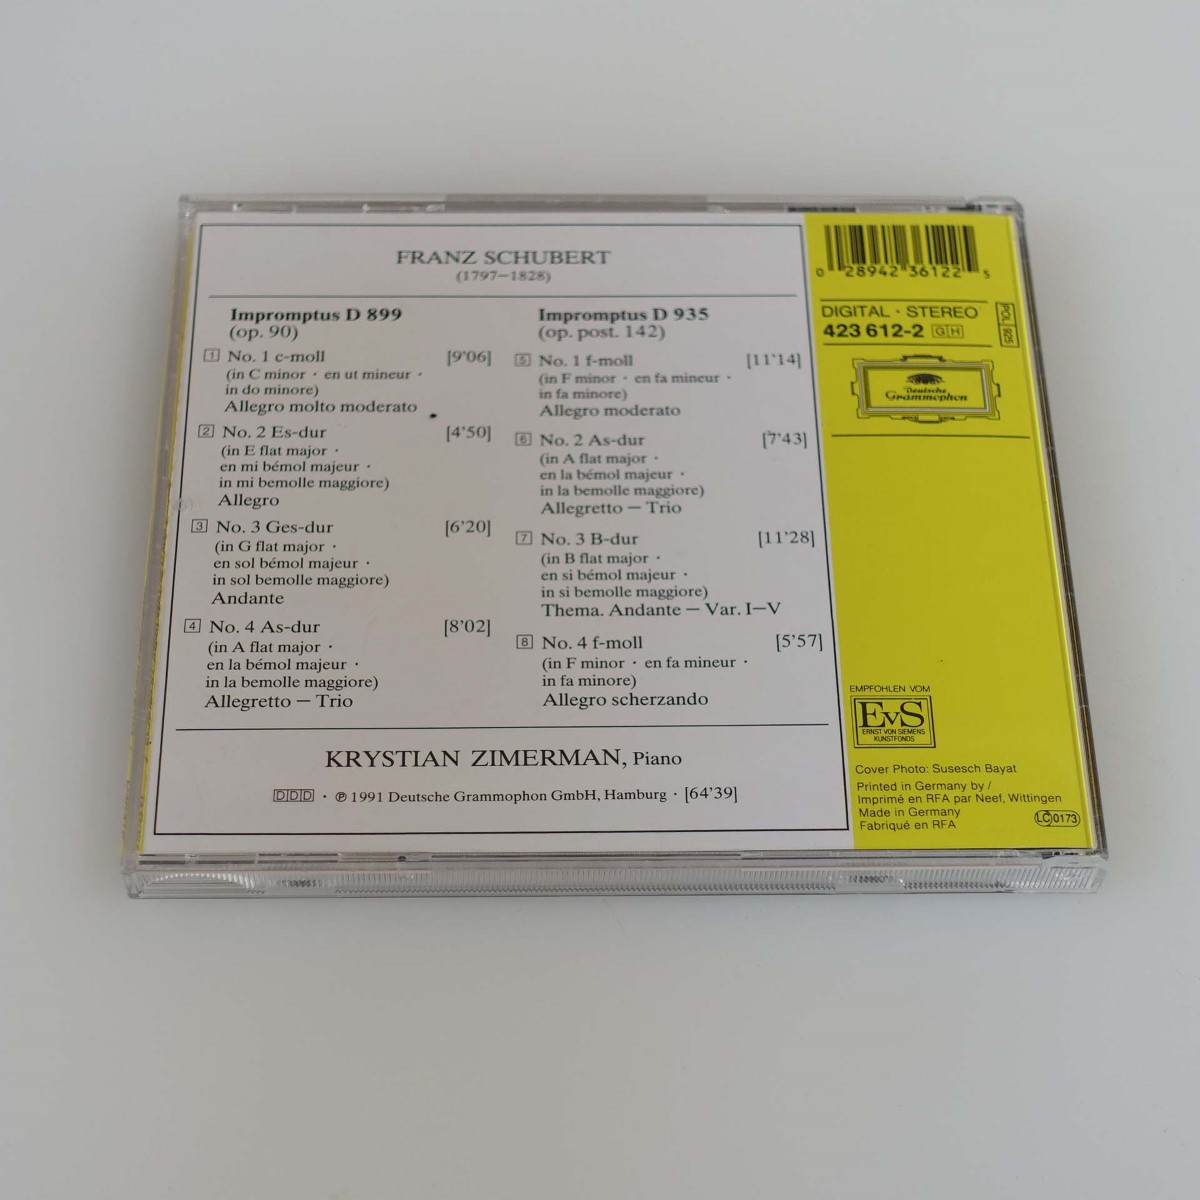 FRANZ SCHUBERT
(1797–1828)
Impromptus D 899
(op. 90)
1 No. 1 c-moll [9'06]
(in C minor · en ut mineur ·
in do minore)
Allegro molto moderato
2 No. 2 Es-dur [4'50]
(in E flat major ·
en mi bémol majeur ·
in mi bemolle maggiore)
Allegro
3 No. 3 Ges-dur [6'20]
(in G flat major ·
en sol bémol majeur ·
in sol bemolle maggiore)
Andante
4 No. 4 As-dur [8'02]
(in A flat major ·
en la bémol majeur ·
in la bemolle maggiore)
Allegretto – Trio
Impromptus D 935
(op. post. 142)
5 No. 1 f-moll [11'14]
(in F minor · en fa mineur ·
in fa minore)
Allegro moderato
6 No. 2 As-dur [7'43]
(in A flat major ·
en la bémol majeur ·
in la bemolle maggiore)
Allegretto – Trio
7 No. 3 B-dur [11'28]
(in B flat major ·
en si bémol majeur ·
in si bemolle maggiore)
Thema. Andante – Var. I–V
8 No. 4 f-moll [5'57]
(in F minor · en fa mineur ·
in fa minore)
Allegro scherzando
KRYSTIAN ZIMERMAN, Piano
DDD · ℗ 1991 Deutsche Grammophon GmbH, Hamburg · [64'39]
0 28942 36122 5
DIGITAL · STEREO
423 612-2 GH
POL 925
Deutsche
Grammophon
EMPFOHLEN VOM
EvS
ERNST VON SIEMENS
KUNSTFONDS
Cover Photo: Susesch Bayat
Printed in Germany by /
Imprimé en RFA par Neef, Wittingen
Made in Germany
Fabriqué en RFA
LC 0173